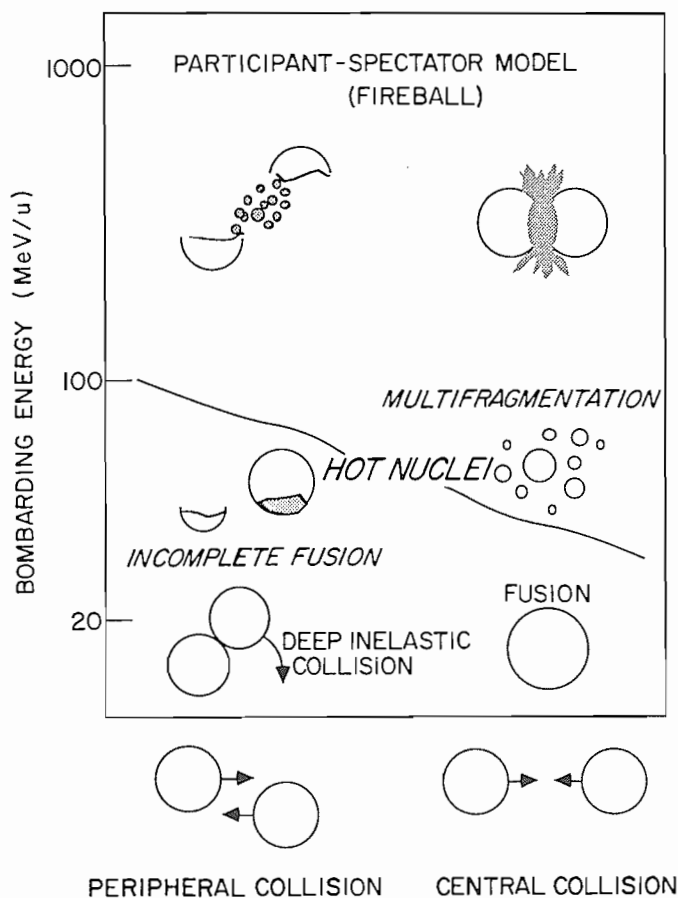 1000
PARTICIPANT-SPECTATOR MODEL
(FIREBALL)
BOMBARDING ENERGY (MeV/u)
100
MULTIFRAGMENTATION
HOT NUCLEI
INCOMPLETE FUSION
20
FUSION
DEEP INELASTIC
COLLISION
PERIPHERAL COLLISION
CENTRAL COLLISION